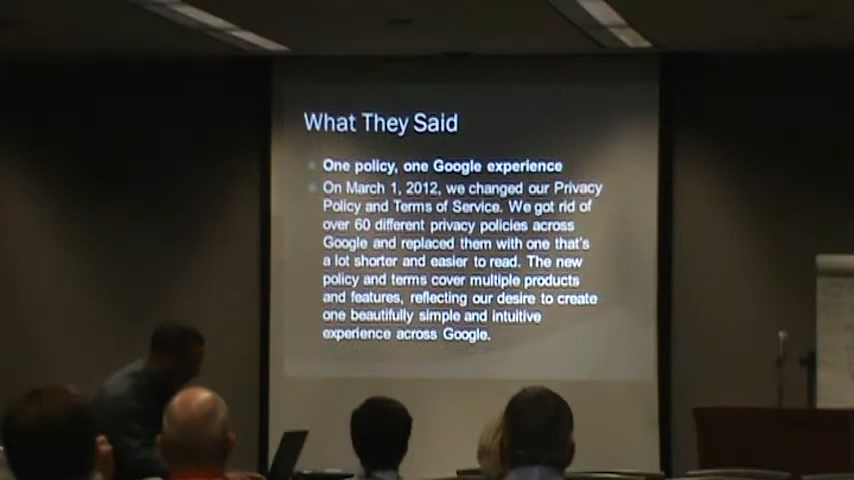 What They Said
One policy, one Google experience
On March 1, 2012, we changed our Privacy
Policy and Terms of Service. We got rid of
over 60 different privacy policies across
Google and replaced them with one that's
a lot shorter and easier to read. The new
policy and terms cover multiple products
and features, reflecting our desire to create
one beautifully simple and intuitive
experience across Google.